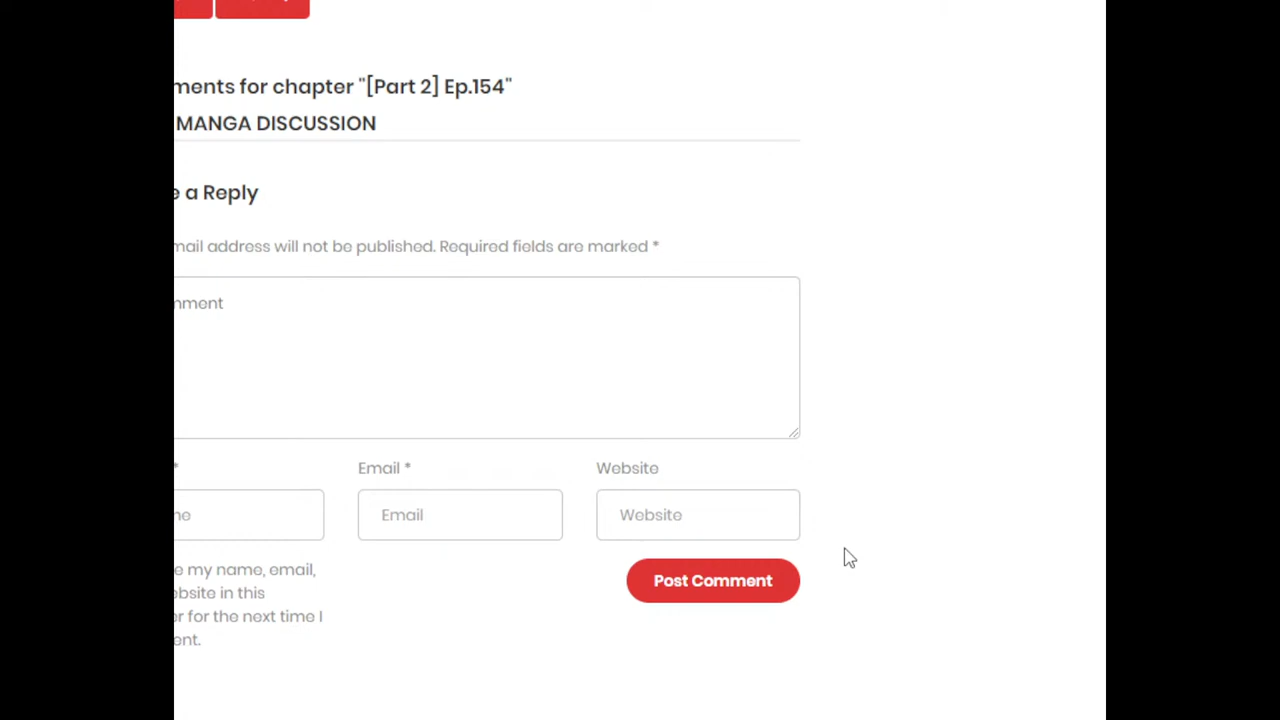 ments for chapter "[Part 2] Ep.154"
MANGA DISCUSSION
e a Reply
mail address will not be published. Required fields are marked *
mment
* Email * Website
ne Email Website
e my name, email,
ebsite in this
er for the next time I
ent.
Post Comment